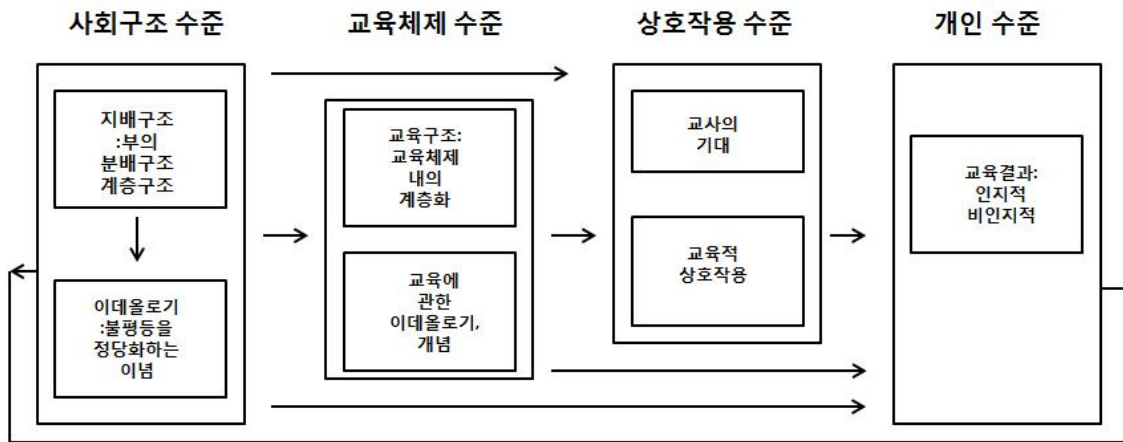 사회구조 수준
교육체제 수준
상호작용 수준
개인 수준
지배구조
:부의
분배구조
계층구조
이데올로기
:불평등을
정당화하는
이념
교육구조:
교육체제
내의
계층화
교육에
관한
이데올로기,
개념
교사의
기대
교육적
상호작용
교육결과:
인지적
비인지적